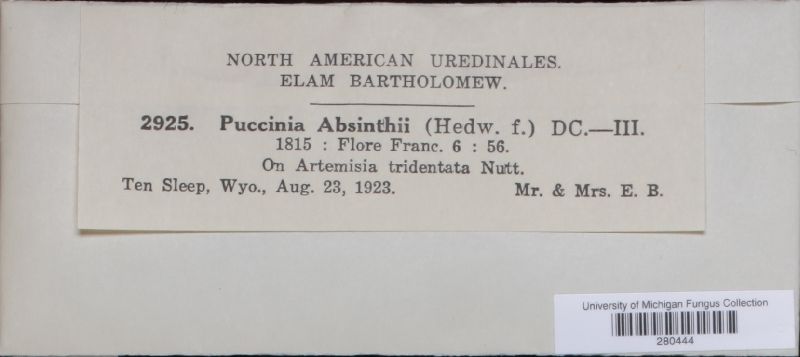 NORTH AMERICAN UREDINALES.
ELAM BARTHOLOMEW.
2925. Puccinia Absinthii (Hedw. f.) DC.—III.
1815 : Flore Franc. 6 : 56.
On Artemisia tridentata Nutt.
Ten Sleep, Wyo., Aug. 23, 1923. Mr. & Mrs. E. B.
University of Michigan Fungus Collection
280444